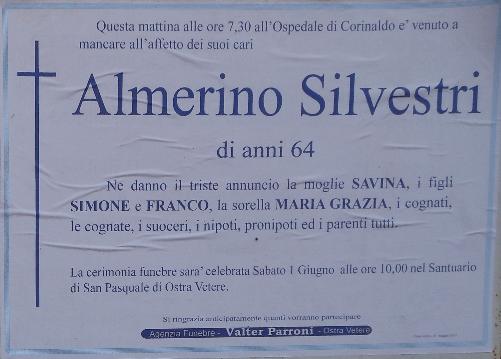 Questa mattina alle ore 7,30 all'Ospedale di Corinaldo e' venuto a
mancare all'affetto dei suoi cari
Almerino Silvestri
di anni 64
Ne danno il triste annuncio la moglie SAVINA, i figli
SIMONE e FRANCO, la sorella MARIA GRAZIA, i cognati,
le cognate, i suoceri, i nipoti, pronipoti ed i parenti tutti.
La cerimonia funebre sara' celebrata Sabato 1 Giugno alle ore 10,00 nel Santuario
di San Pasquale di Ostra Vetere.
Si ringrazia anticipatamente quanti vorranno partecipare
Agenzia Funebre - Valter Parroni - Ostra Vetere